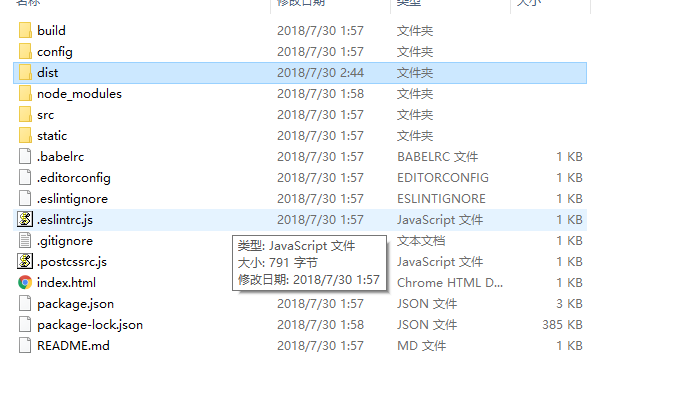 名称 修改日期 类型 大小
build 2018/7/30 1:57 文件夹
config 2018/7/30 1:57 文件夹
dist 2018/7/30 2:44 文件夹
node_modules 2018/7/30 1:58 文件夹
src 2018/7/30 1:57 文件夹
static 2018/7/30 1:57 文件夹
.babelrc 2018/7/30 1:57 BABELRC 文件 1 KB
.editorconfig 2018/7/30 1:57 EDITORCONFIG 1 KB
.eslintignore 2018/7/30 1:57 ESLINTIGNORE 1 KB
.eslintrc.js 2018/7/30 1:57 JavaScript 文件 1 KB
.gitignore 文本文档 1 KB
.postcssrc.js JavaScript 文件 1 KB
index.html Chrome HTML D... 1 KB
类型: JavaScript 文件
大小: 791 字节
修改日期: 2018/7/30 1:57
package.json 2018/7/30 1:57 JSON 文件 3 KB
package-lock.json 2018/7/30 1:58 JSON 文件 385 KB
README.md 2018/7/30 1:57 MD 文件 1 KB